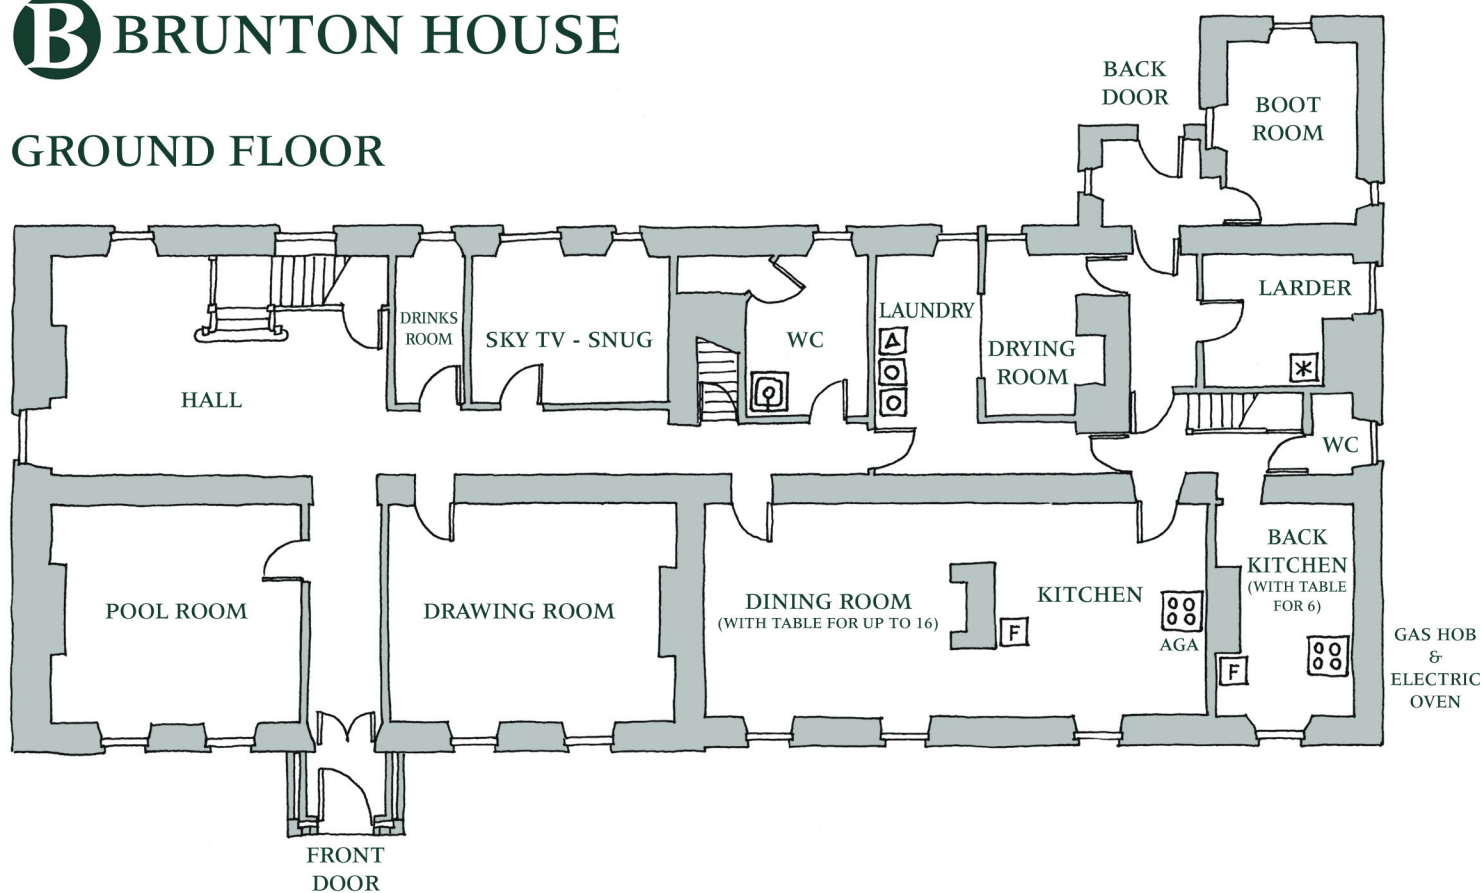 B BRUNTON HOUSE
GROUND FLOOR
BACK
DOOR
BOOT
ROOM
LARDER
DRINKS
ROOM
SKY TV - SNUG
WC
LAUNDRY
DRYING
ROOM
HALL
WC
POOL ROOM
DRAWING ROOM
DINING ROOM
(WITH TABLE FOR UP TO 16)
KITCHEN
F
AGA
BACK
KITCHEN
(WITH TABLE
FOR 6)
F
GAS HOB
&
ELECTRIC
OVEN
FRONT
DOOR